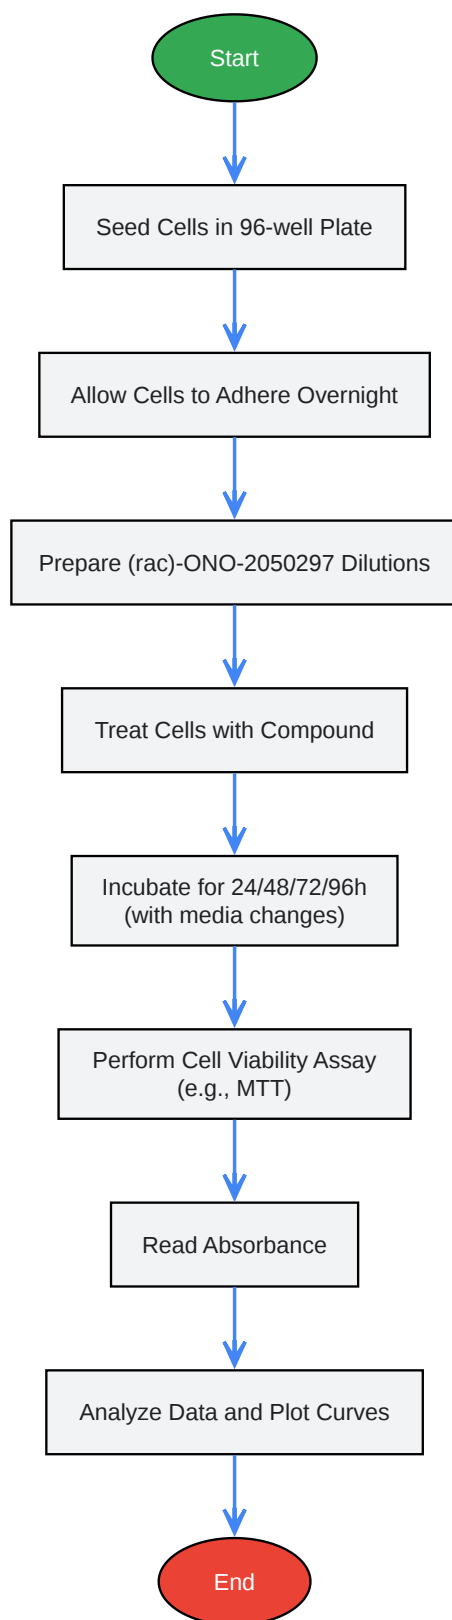 Start
Seed Cells in 96-well Plate
Allow Cells to Adhere Overnight
Prepare (rac)-ONO-2050297 Dilutions
Treat Cells with Compound
Incubate for 24/48/72/96h
(with media changes)
Perform Cell Viability Assay
(e.g., MTT)
Read Absorbance
Analyze Data and Plot Curves
End